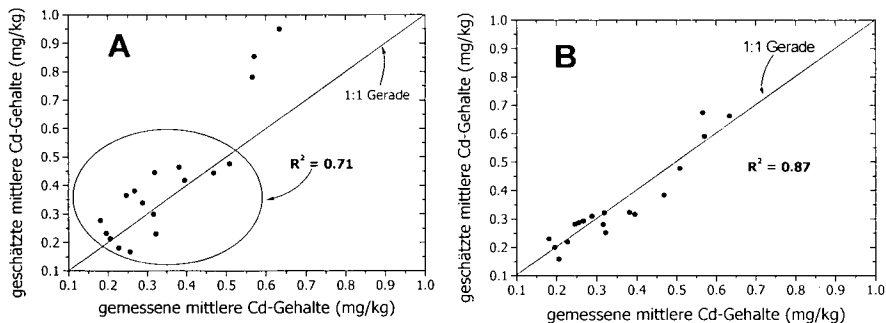 A
1:1 Gerade
R² = 0.71
geschätzte mittlere Cd-Gehalte (mg/kg)
1.0
0.9
0.8
0.7
0.6
0.5
0.4
0.3
0.2
0.1
0.1 0.2 0.3 0.4 0.5 0.6 0.7 0.8 0.9 1.0
gemessene mittlere Cd-Gehalte (mg/kg)
B
1:1 Gerade
R² = 0.87
geschätzte mittlere Cd-Gehalte (mg/kg)
1.0
0.9
0.8
0.7
0.6
0.5
0.4
0.3
0.2
0.1
0.1 0.2 0.3 0.4 0.5 0.6 0.7 0.8 0.9 1.0
gemessene mittlere Cd-Gehalte (mg/kg)